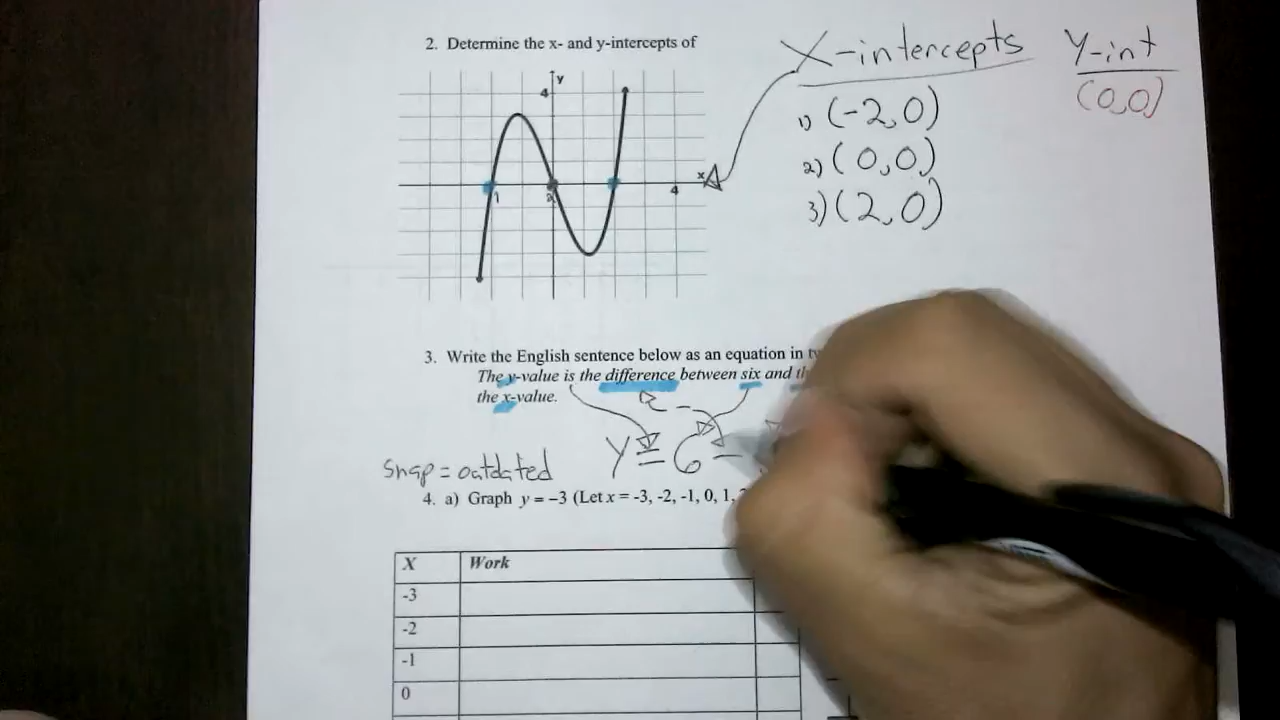 2. Determine the x- and y-intercepts of
X-intercepts
Y-int
(0,0)
1) (-2,0)
2) (0,0)
3) (2,0)
y
4
x
1
4
3. Write the English sentence below as an equation in
The y-value is the difference between six and
the x-value.
y = 6 -
Snap = outdated
4. a) Graph y = -3 (Let x = -3, -2, -1, 0, 1,
X Work
-3
-2
-1
0